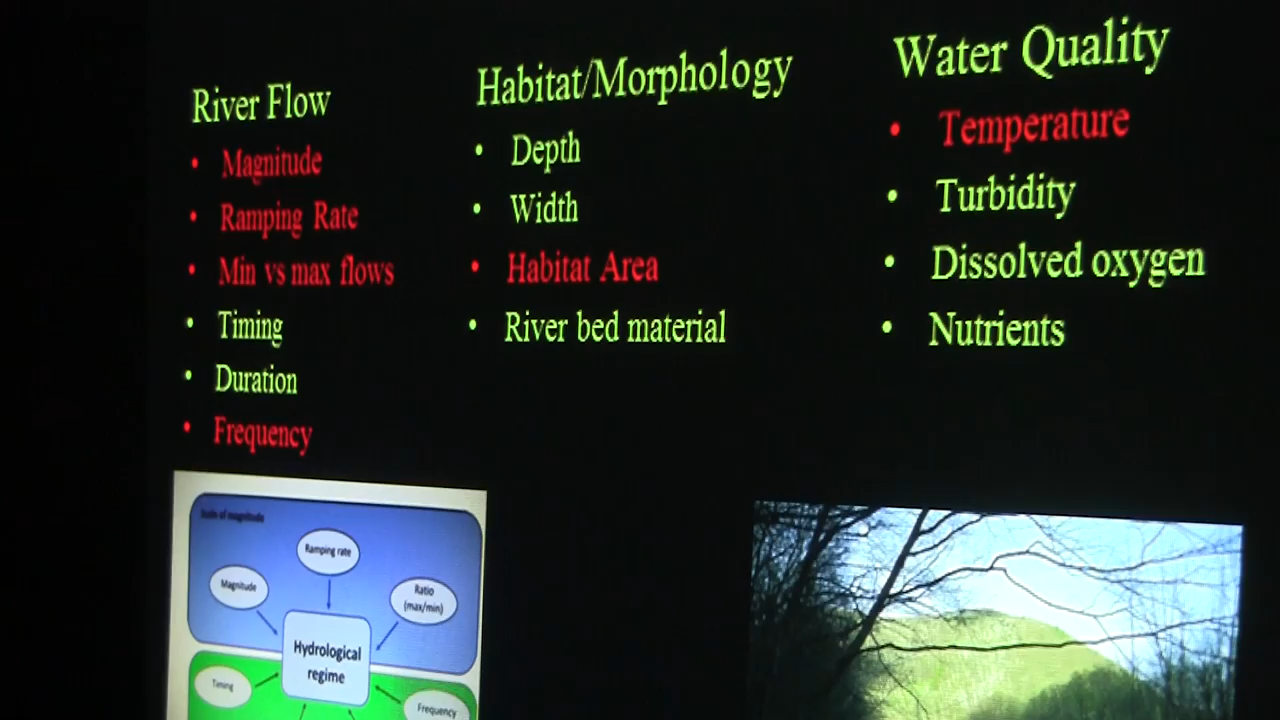 River Flow
• Magnitude
• Ramping Rate
• Min vs max flows
• Timing
• Duration
• Frequency
Habitat/Morphology
• Depth
• Width
• Habitat Area
• River bed material
Water Quality
• Temperature
• Turbidity
• Dissolved oxygen
• Nutrients
of magnitude
Ramping rate
Magnitude
Ratio
(max/min)
Hydrological
regime
Timing
Frequency